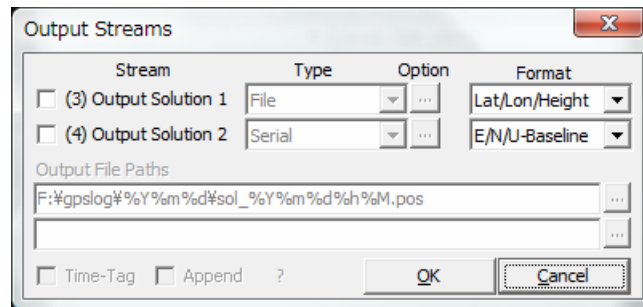 Output Streams
Stream Type Option Format
(3) Output Solution 1 File ... Lat/Lon/Height
(4) Output Solution 2 Serial ... E/N/U-Baseline
Output File Paths
F:¥gpslog¥%Y%m%d¥sol_%Y%m%d%h%M.pos ...
...
Time-Tag Append ? OK Cancel